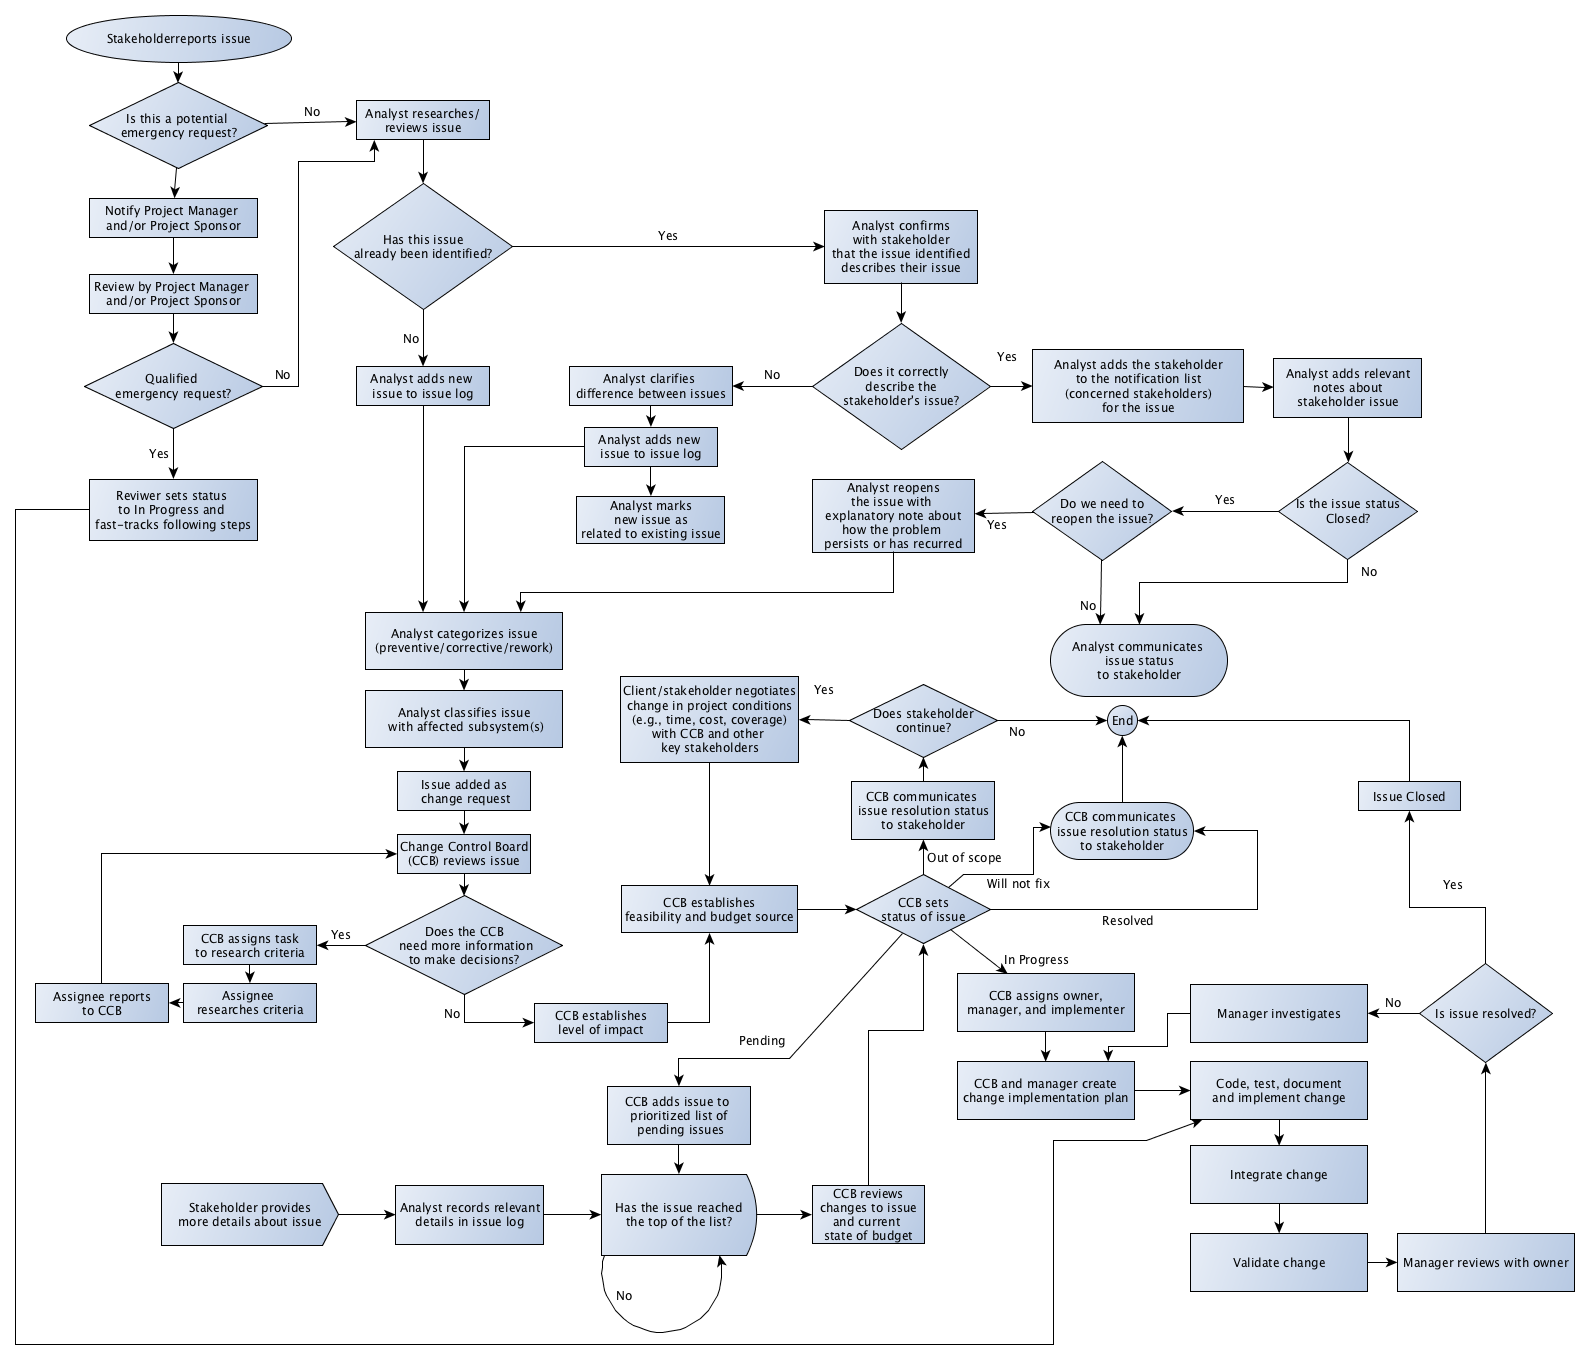 Stakeholderreports issue
Is this a potential
emergency request?
No
Analyst researches/
reviews issue
Notify Project Manager
and/or Project Sponsor
Review by Project Manager
and/or Project Sponsor
Qualified
emergency request?
No
Yes
Reviwer sets status
to In Progress and
fast-tracks following steps
Has this issue
already been identified?
Yes
No
Analyst adds new
issue to issue log
Analyst confirms
with stakeholder
that the issue identified
describes their issue
Does it correctly
describe the
stakeholder's issue?
No
Yes
Analyst clarifies
difference between issues
Analyst adds new
issue to issue log
Analyst marks
new issue as
related to existing issue
Analyst adds the stakeholder
to the notification list
(concerned stakeholders)
for the issue
Analyst adds relevant
notes about
stakeholder issue
Is the issue status
Closed?
Yes
No
Do we need to
reopen the issue?
Yes
No
Analyst reopens
the issue with
explanatory note about
how the problem
persists or has recurred
Analyst communicates
issue status
to stakeholder
Analyst categorizes issue
(preventive/corrective/rework)
Analyst classifies issue
with affected subsystem(s)
Issue added as
change request
Change Control Board
(CCB) reviews issue
Does the CCB
need more information
to make decisions?
Yes
No
CCB assigns task
to research criteria
Assignee
researches criteria
Assignee reports
to CCB
CCB establishes
level of impact
Client/stakeholder negotiates
change in project conditions
(e.g., time, cost, coverage)
with CCB and other
key stakeholders
Yes
Does stakeholder
continue?
No
End
CCB communicates
issue resolution status
to stakeholder
CCB communicates
issue resolution status
to stakeholder
Out of scope
Will not fix
CCB establishes
feasibility and budget source
CCB sets
status of issue
Resolved
In Progress
Pending
CCB assigns owner,
manager, and implementer
CCB and manager create
change implementation plan
Manager investigates
No
Is issue resolved?
Yes
Issue Closed
Code, test, document
and implement change
Integrate change
Validate change
Manager reviews with owner
CCB adds issue to
prioritized list of
pending issues
Stakeholder provides
more details about issue
Analyst records relevant
details in issue log
Has the issue reached
the top of the list?
No
CCB reviews
changes to issue
and current
state of budget